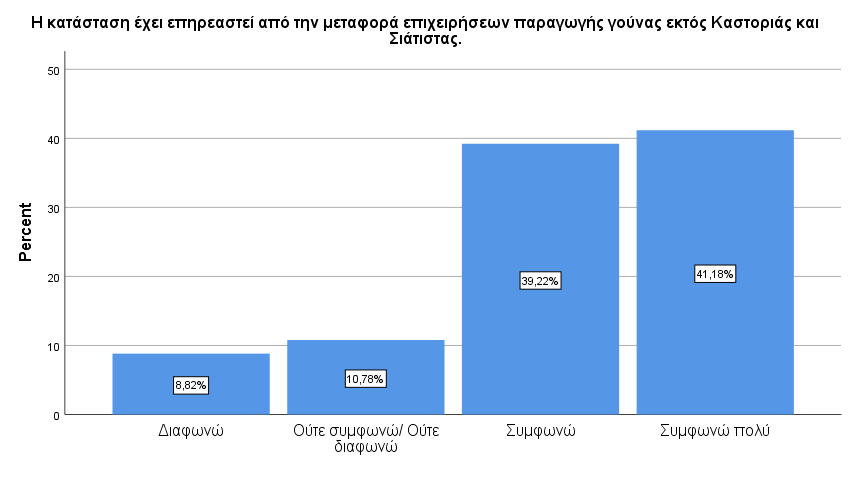 Η κατάσταση έχει επηρεαστεί από την μεταφορά επιχειρήσεων παραγωγής γούνας εκτός Καστοριάς και
Σιάτιστας.
Percent
50
40
30
20
10
0
8,82%
10,78%
39,22%
41,18%
Διαφωνώ
Ούτε συμφωνώ/ Ούτε
διαφωνώ
Συμφωνώ
Συμφωνώ πολύ